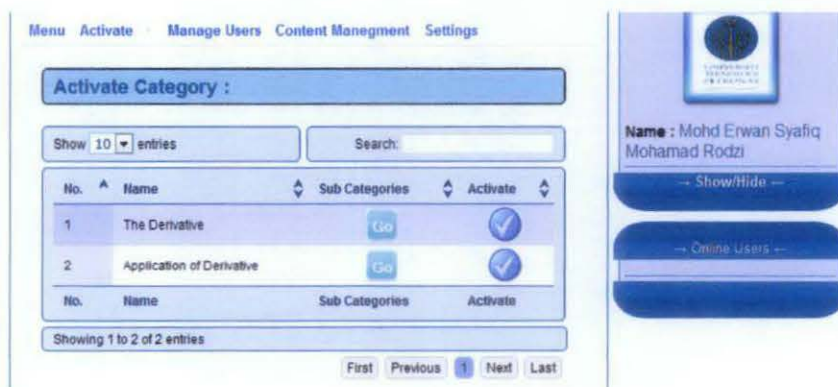 Menu Activate Manage Users Content Manegment Settings
Activate Category :
Show 10 entries
Search:
No. Name Sub Categories Activate
1 The Derivative Go
2 Application of Derivative Go
No. Name Sub Categories Activate
Showing 1 to 2 of 2 entries
First Previous 1 Next Last
Name : Mohd Erwan Syafiq
Mohamad Rodzi
→ Show/Hide ←
→ Online Users ←